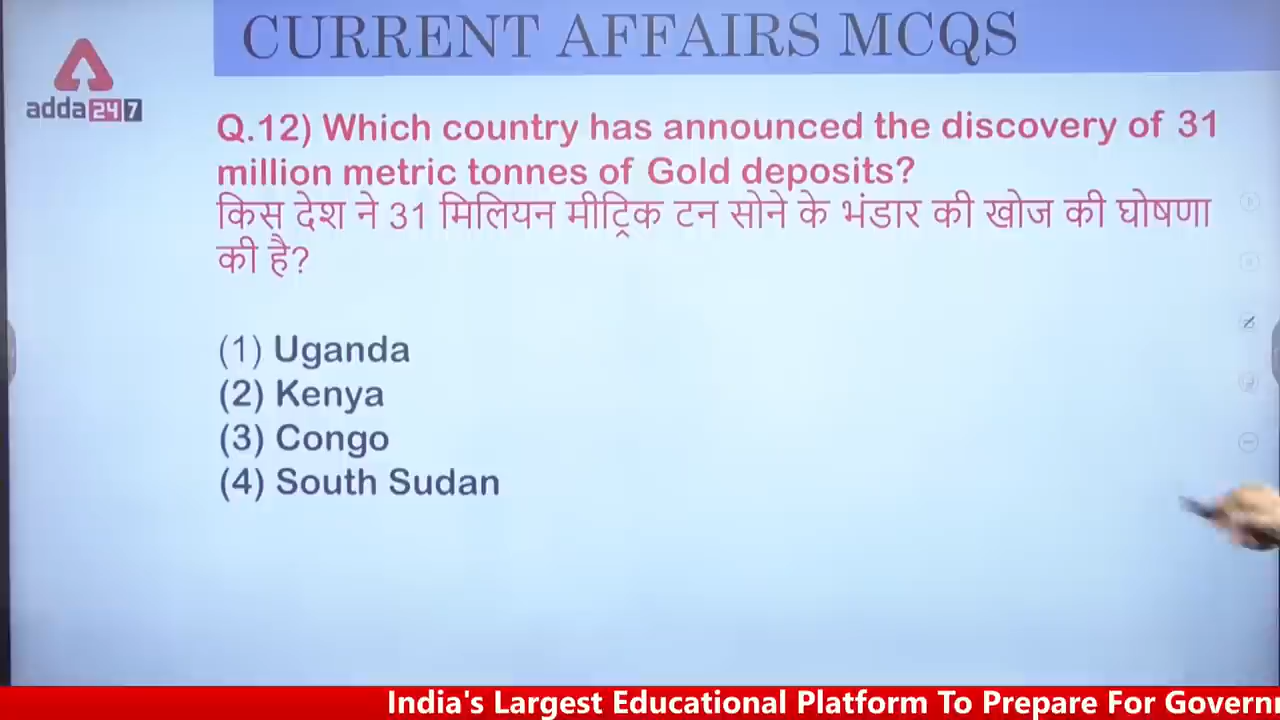 CURRENT AFFAIRS MCQS
adda247
Q.12) Which country has announced the discovery of 31
million metric tonnes of Gold deposits?
किस देश ने 31 मिलियन मीट्रिक टन सोने के भंडार की खोज की घोषणा
की है?
(1) Uganda
(2) Kenya
(3) Congo
(4) South Sudan
India's Largest Educational Platform To Prepare For Govern